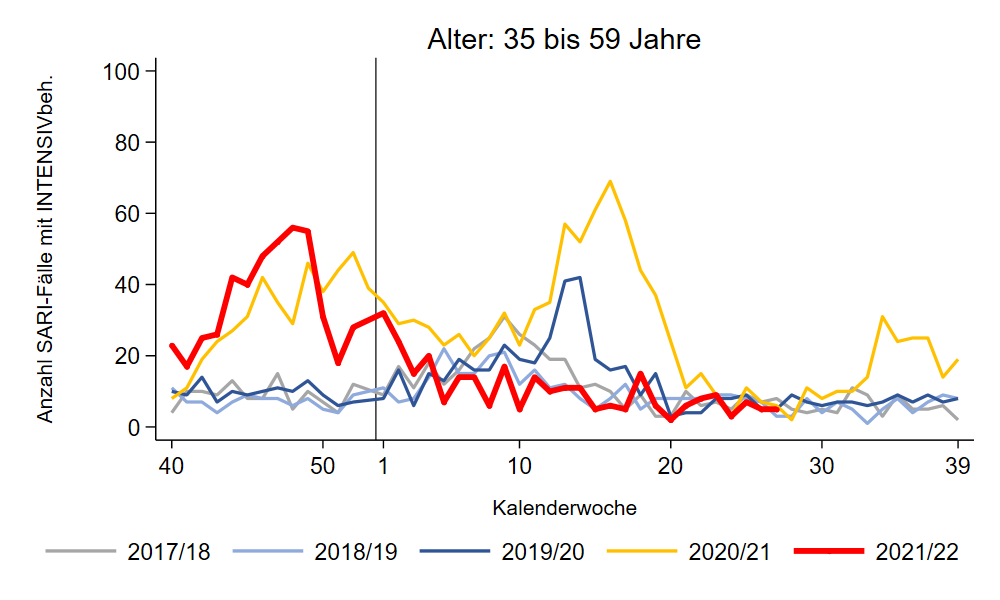 Alter: 35 bis 59 Jahre
Anzahl SARI-Fälle mit INTENSIVbeh.
100
80
60
40
20
0
40 50 1 10 20 30 39
Kalenderwoche
2017/18 2018/19 2019/20 2020/21 2021/22